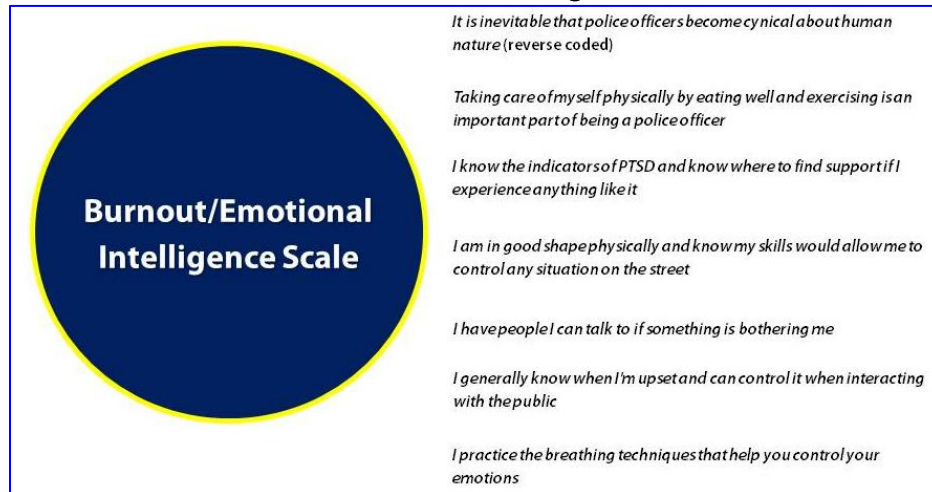 Burnout/Emotional
Intelligence Scale
It is inevitable that police officers become cynical about human
nature (reverse coded)
Taking care of myself physically by eating well and exercising is an
important part of being a police officer
I know the indicators of PTSD and know where to find support if I
experience anything like it
I am in good shape physically and know my skills would allow me to
control any situation on the street
I have people I can talk to if something is bothering me
I generally know when I'm upset and can control it when interacting
with the public
I practice the breathing techniques that help you control your
emotions